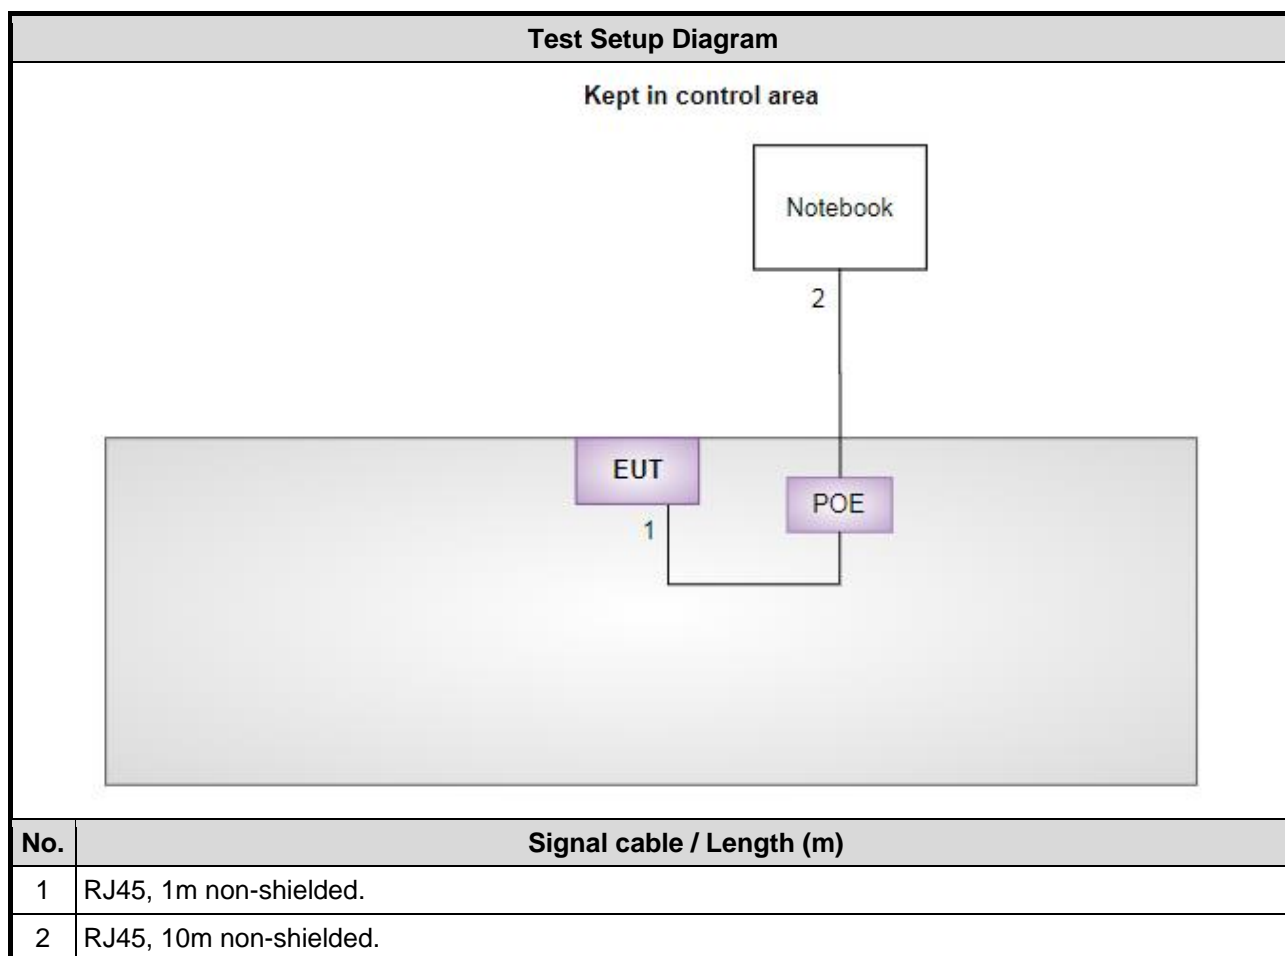 Test Setup Diagram
Kept in control area
Notebook
2
EUT
POE
1
No. Signal cable / Length (m)
1 RJ45, 1m non-shielded.
2 RJ45, 10m non-shielded.